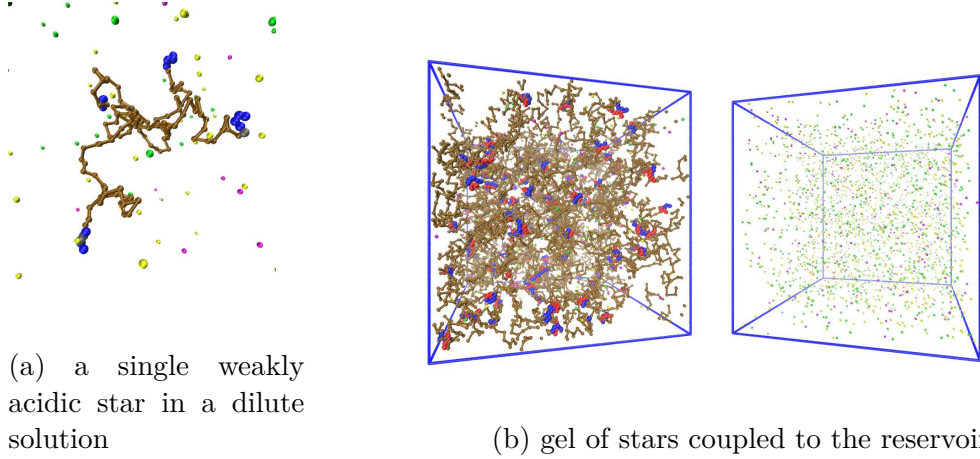 (a) a single weakly
acidic star in a dilute
solution
(b) gel of stars coupled to the reservoi